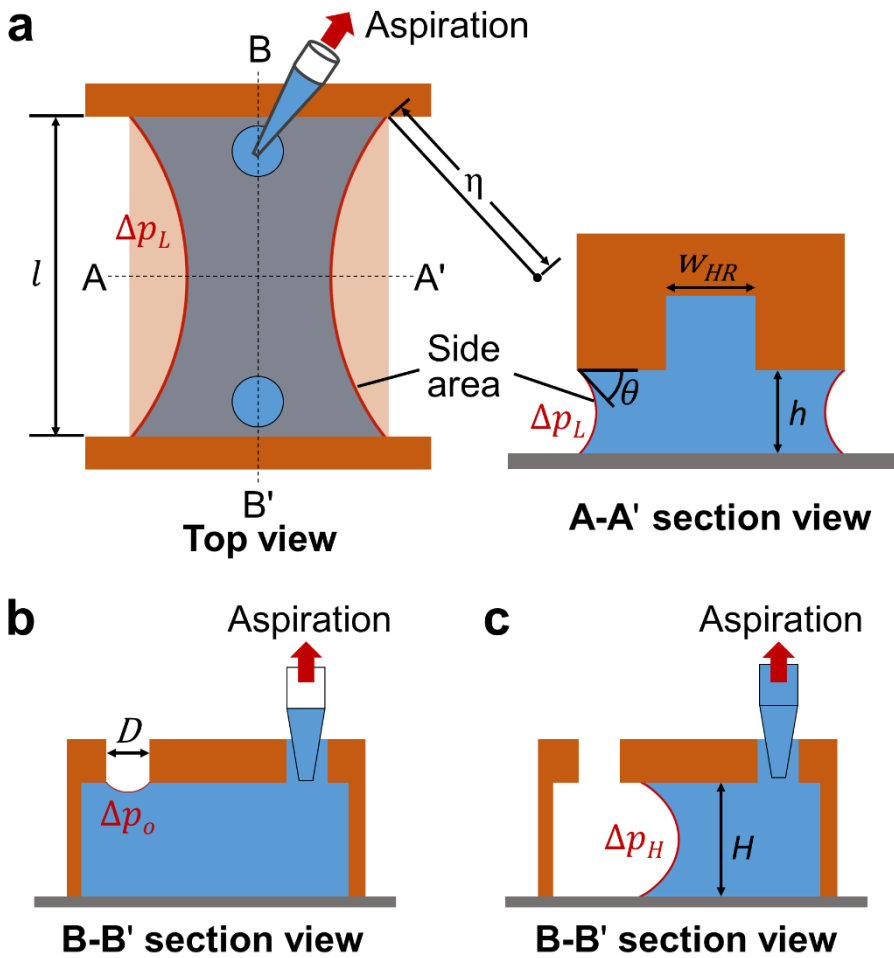 a
B
Aspiration
η
Δp_L
l
A
A'
w_HR
Side
area
θ
Δp_L
h
B'
Top view
A-A' section view
b
Aspiration
D
Δp_o
B-B' section view
c
Aspiration
Δp_H
H
B-B' section view